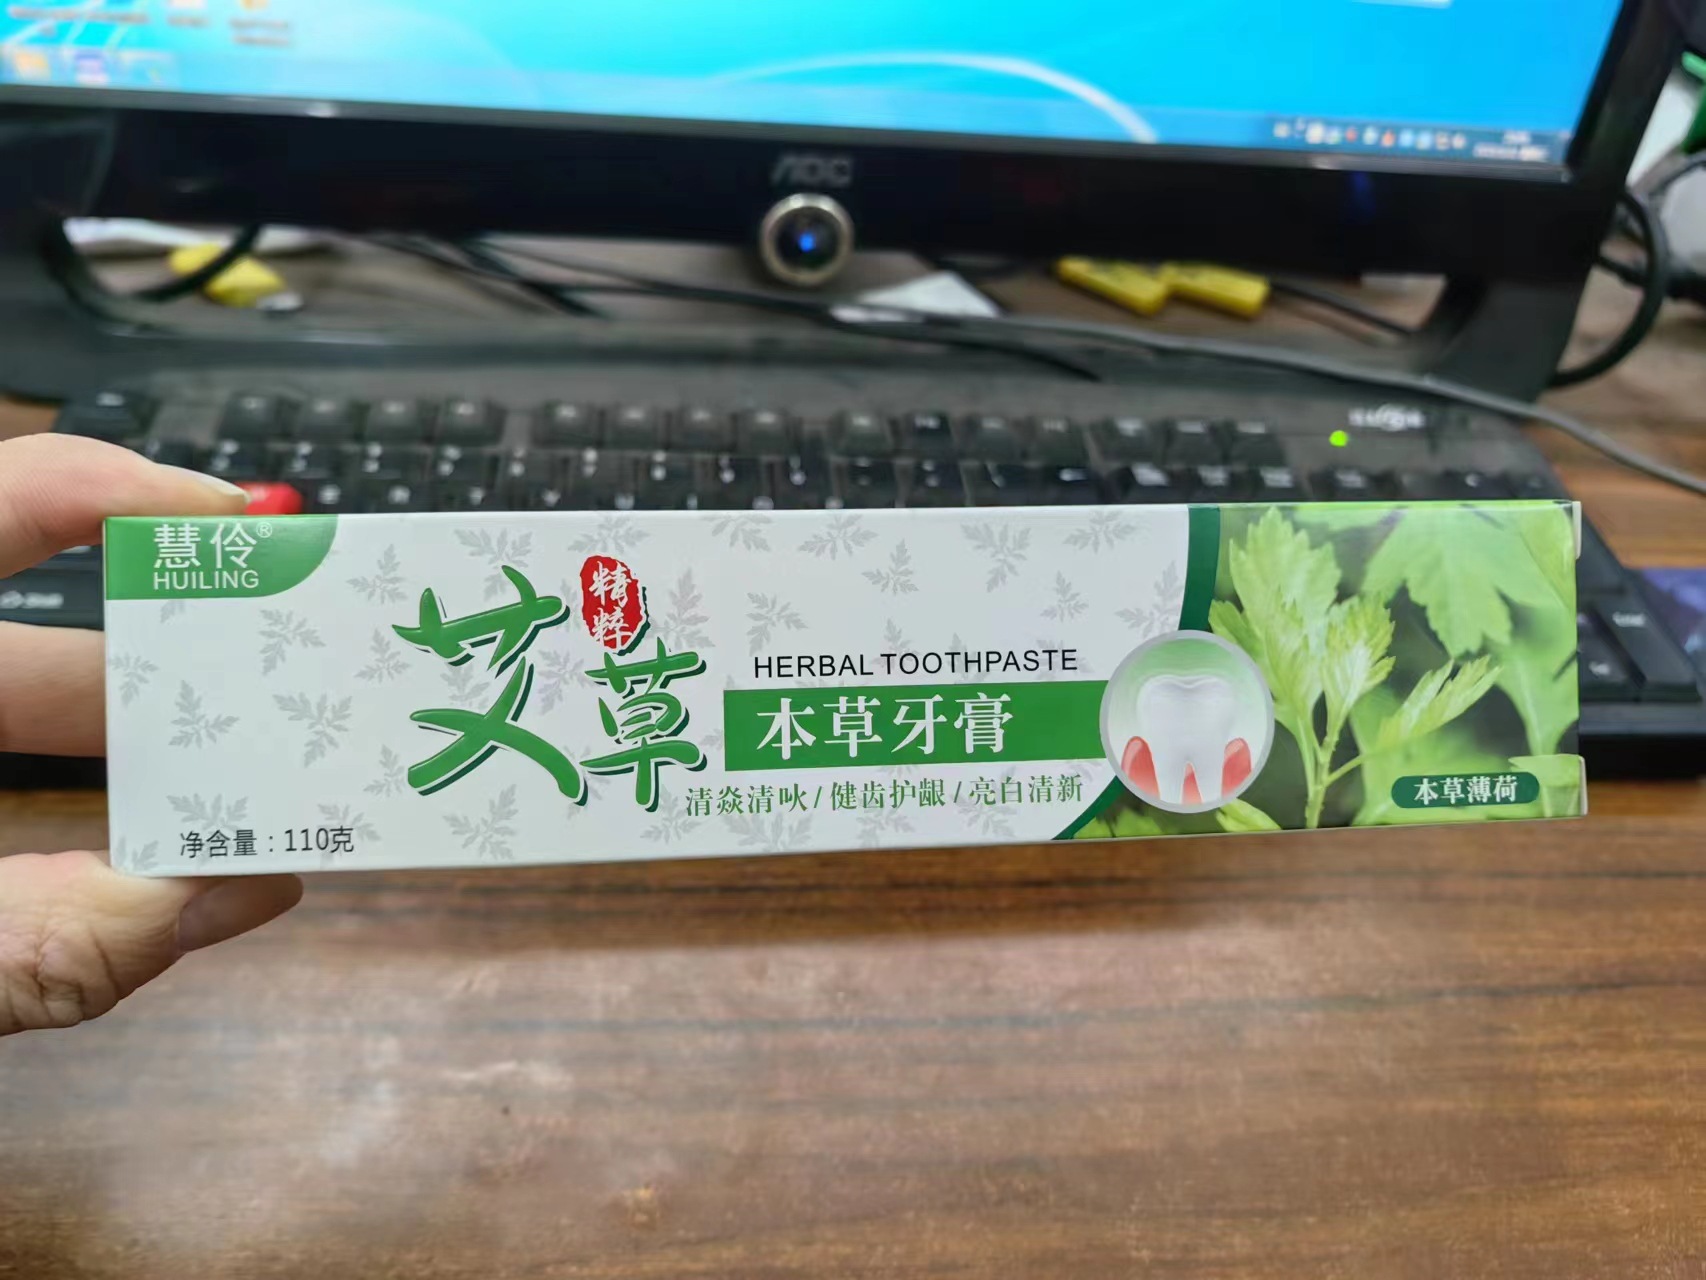 AOC
慧伶®
HUILING
精粹
艾草
HERBAL TOOTHPASTE
本草牙膏
清焱清吙/健齿护龈/亮白清新
本草薄荷
净含量：110克